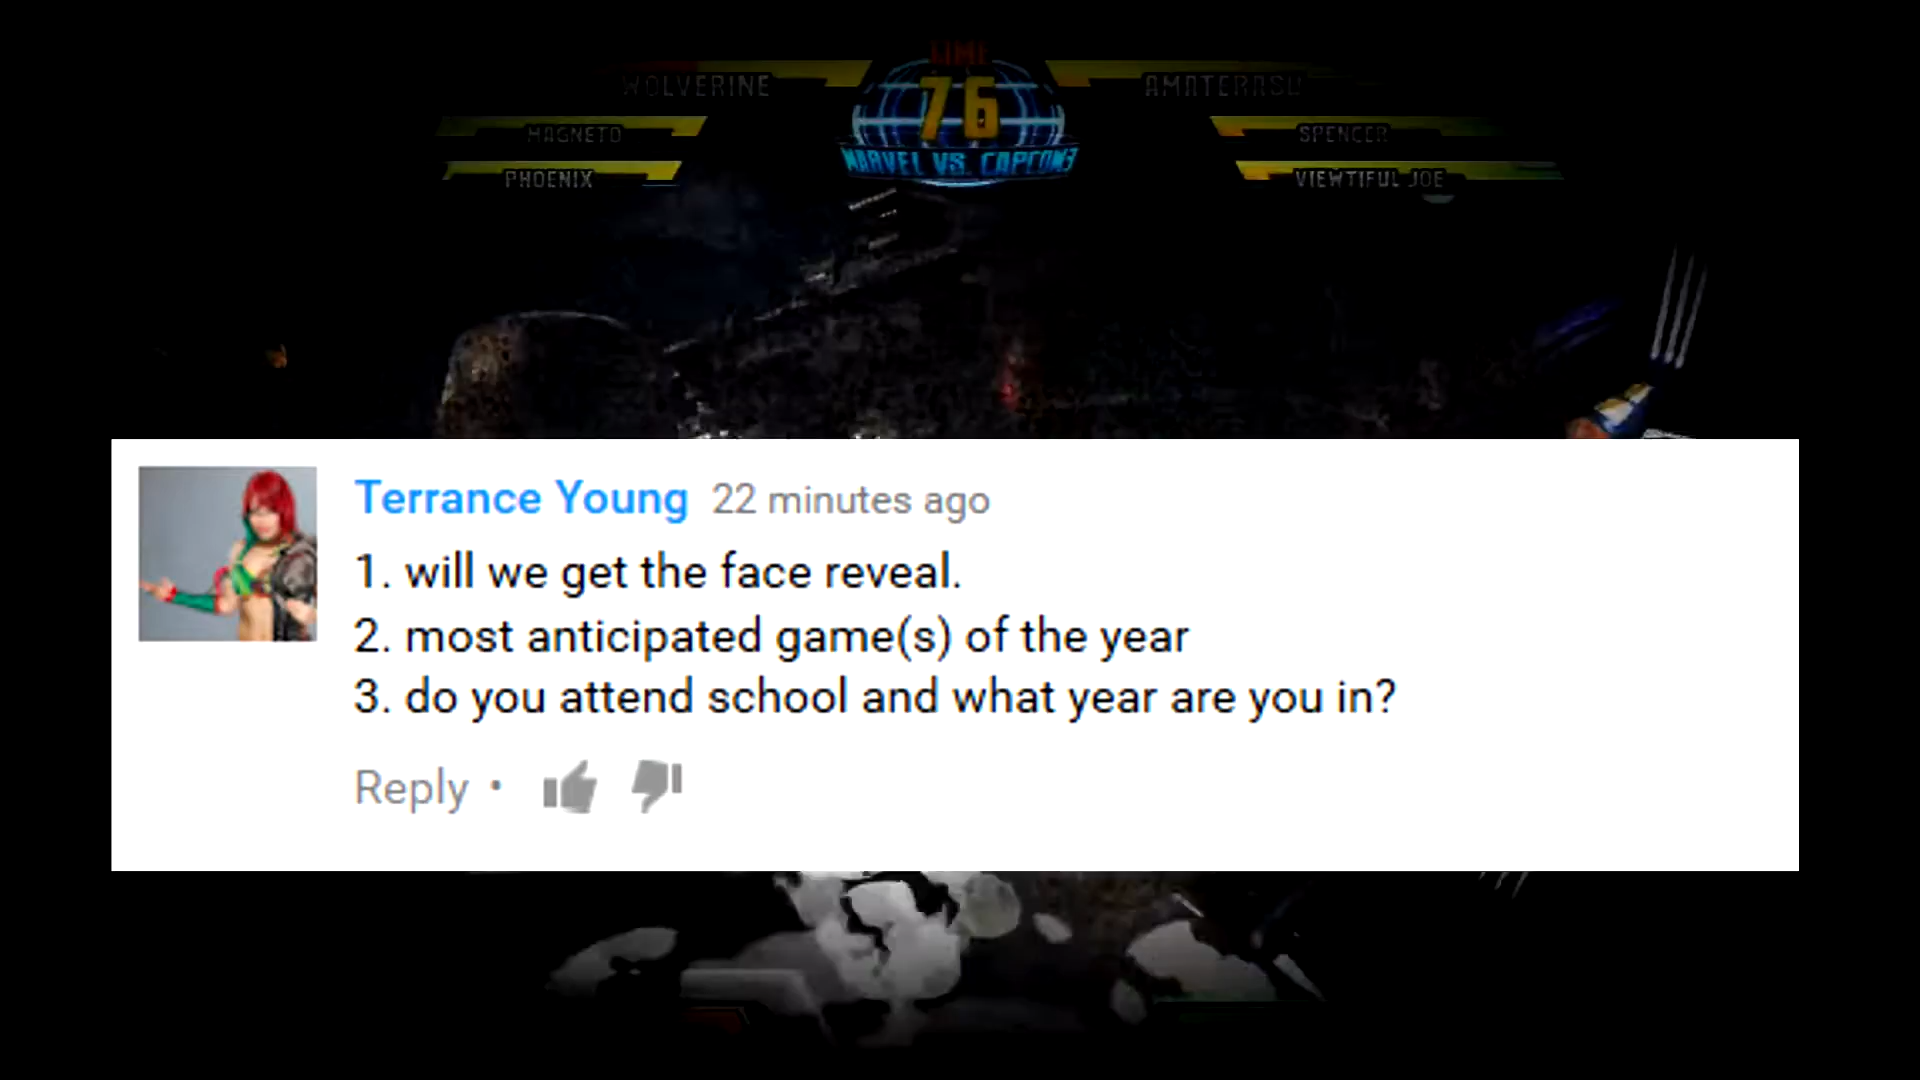 TIME
WOLVERINE
76
AMATERASU
MAGNETO
SPENCER
MARVEL VS. CAPCOM3
PHOENIX
VIEWTIFUL JOE
Terrance Young 22 minutes ago
1. will we get the face reveal.
2. most anticipated game(s) of the year
3. do you attend school and what year are you in?
Reply •